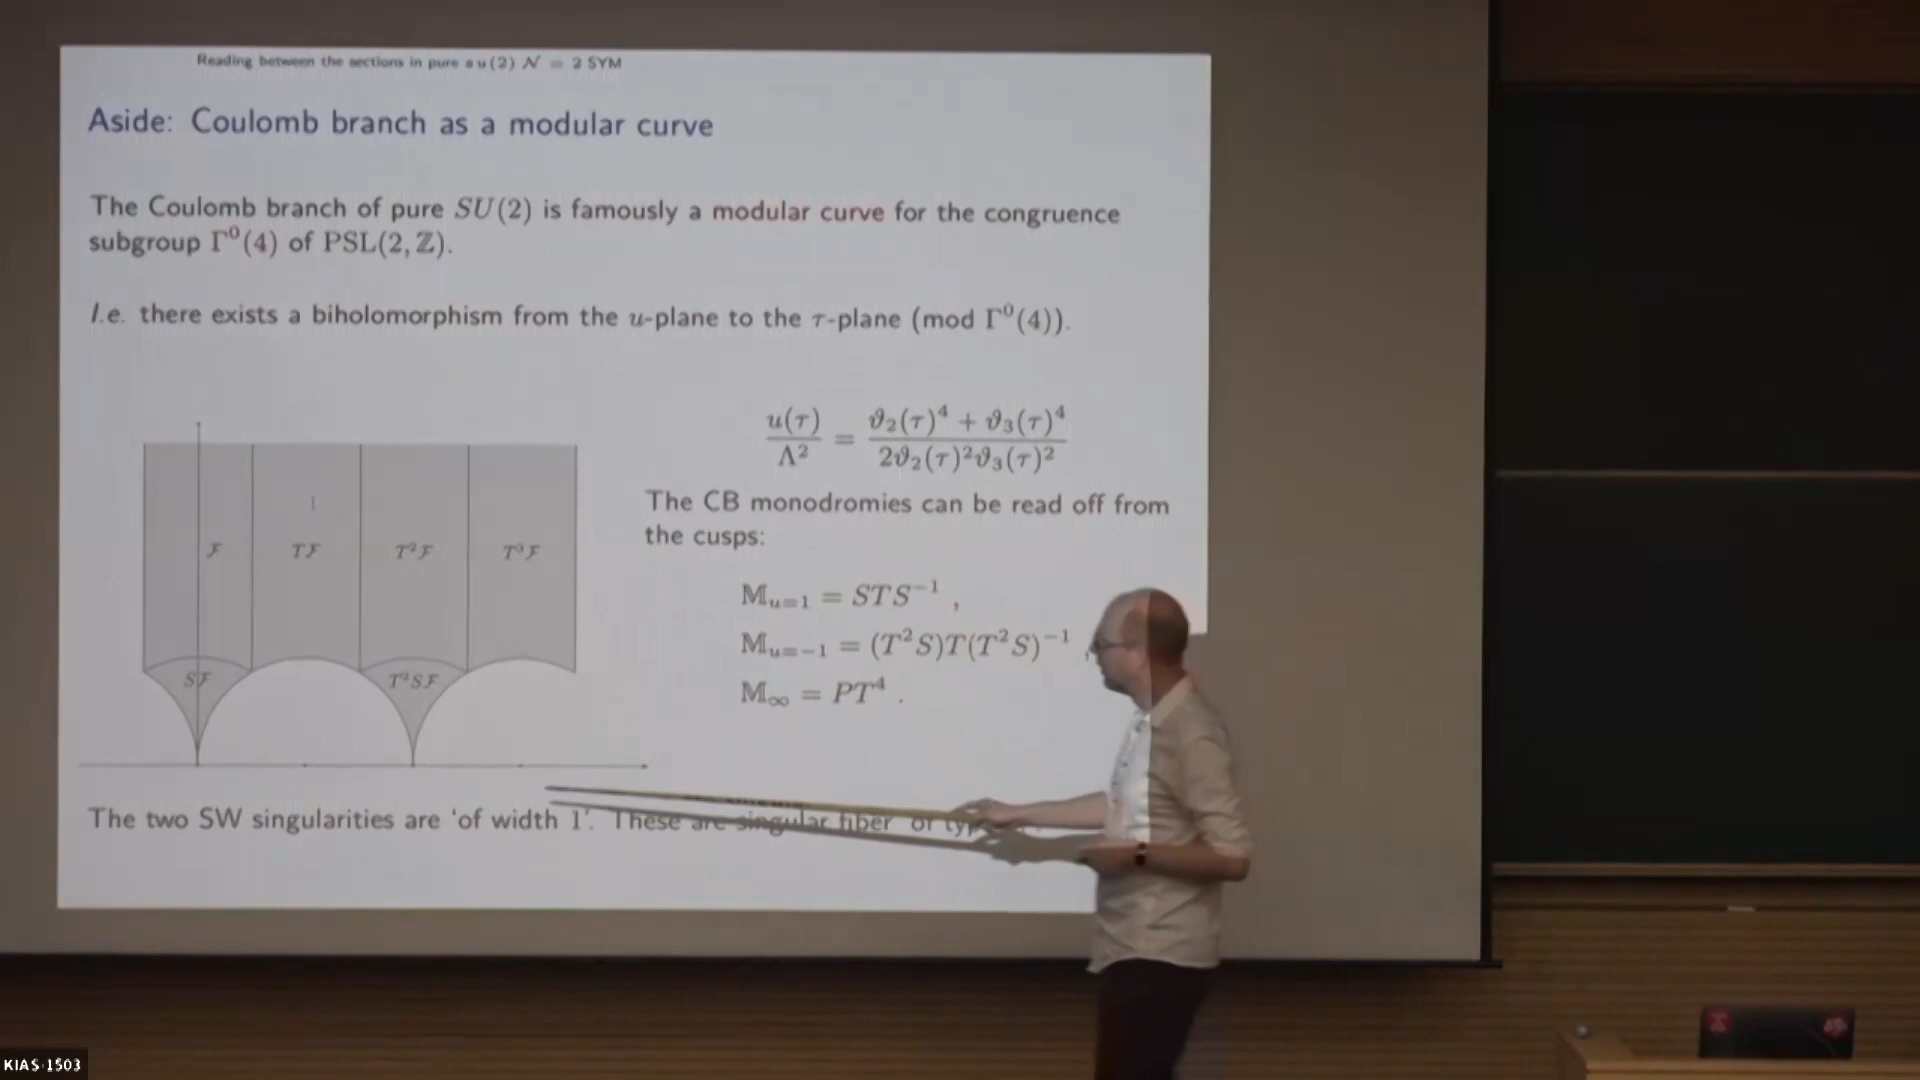 Reading between the sections in pure su(2) N = 2 SYM
Aside: Coulomb branch as a modular curve
The Coulomb branch of pure SU(2) is famously a modular curve for the congruence
subgroup Γ⁰(4) of PSL(2, ℤ).
I.e. there exists a biholomorphism from the u-plane to the τ-plane (mod Γ⁰(4)).
u(τ)/Λ² = (ϑ₂(τ)⁴ + ϑ₃(τ)⁴)/(2ϑ₂(τ)²ϑ₃(τ)²)
The CB monodromies can be read off from
the cusps:
F TF T²F T³F
SF T²SF
𝕄ᵤ₌₁ = STS⁻¹ ,
𝕄ᵤ₌₋₁ = (T²S)T(T²S)⁻¹ ,
𝕄∞ = PT⁴ .
The two SW singularities are 'of width 1'. These are singular fiber of
KIAS 1503